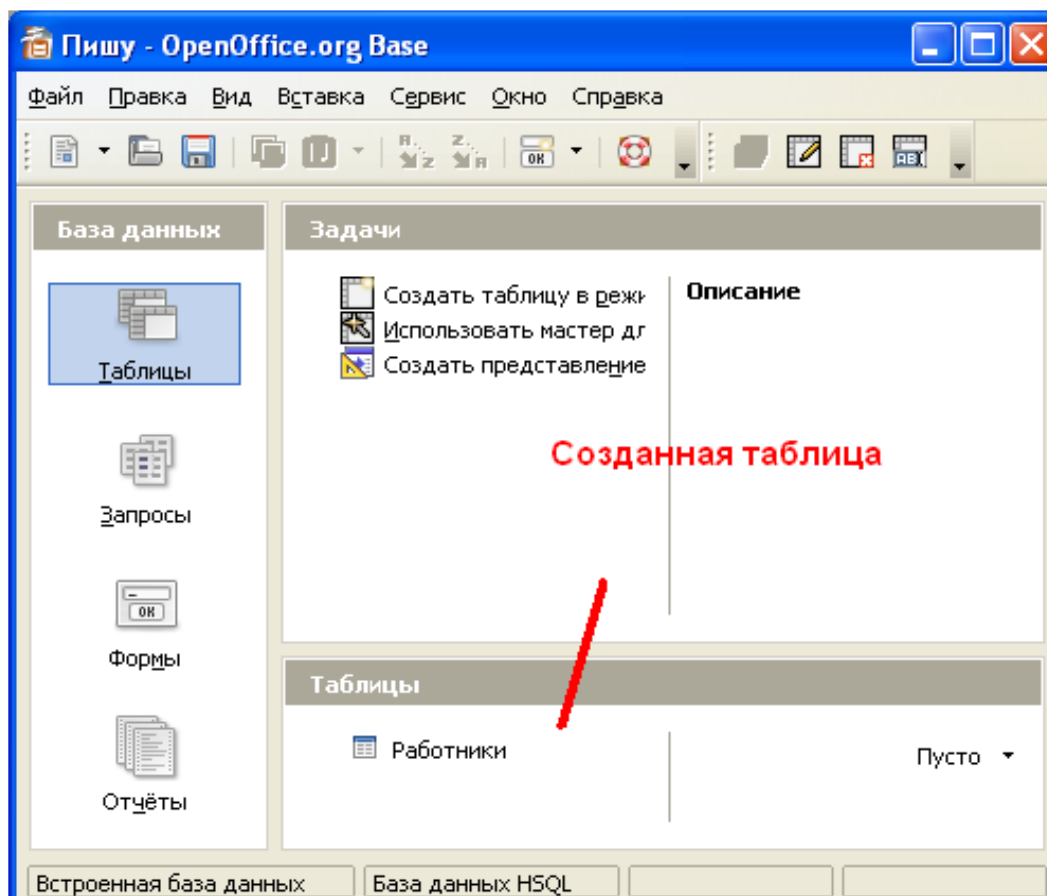 Пишу - OpenOffice.org Base
Файл Правка Вид Вставка Сервис Окно Справка
База данных
Задачи
Создать таблицу в режи
Использовать мастер дл
Создать представление
Описание
Таблицы
Запросы
Формы
Отчёты
Созданная таблица
Таблицы
Работники
Пусто
Встроенная база данных
База данных HSQL